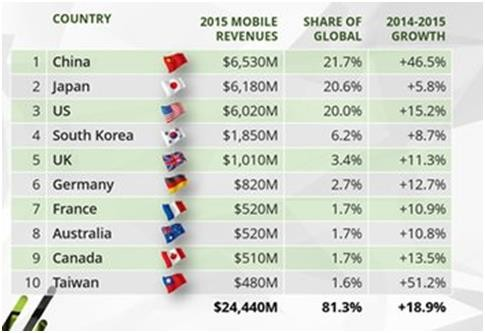 COUNTRY 2015 MOBILE REVENUES SHARE OF GLOBAL 2014-2015 GROWTH
1 China $6,530M 21.7% +46.5%
2 Japan $6,180M 20.6% +5.8%
3 US $6,020M 20.0% +15.2%
4 South Korea $1,850M 6.2% +8.7%
5 UK $1,010M 3.4% +11.3%
6 Germany $820M 2.7% +12.7%
7 France $520M 1.7% +10.9%
8 Australia $520M 1.7% +10.8%
9 Canada $510M 1.7% +13.5%
10 Taiwan $480M 1.6% +51.2%
$24,440M 81.3% +18.9%